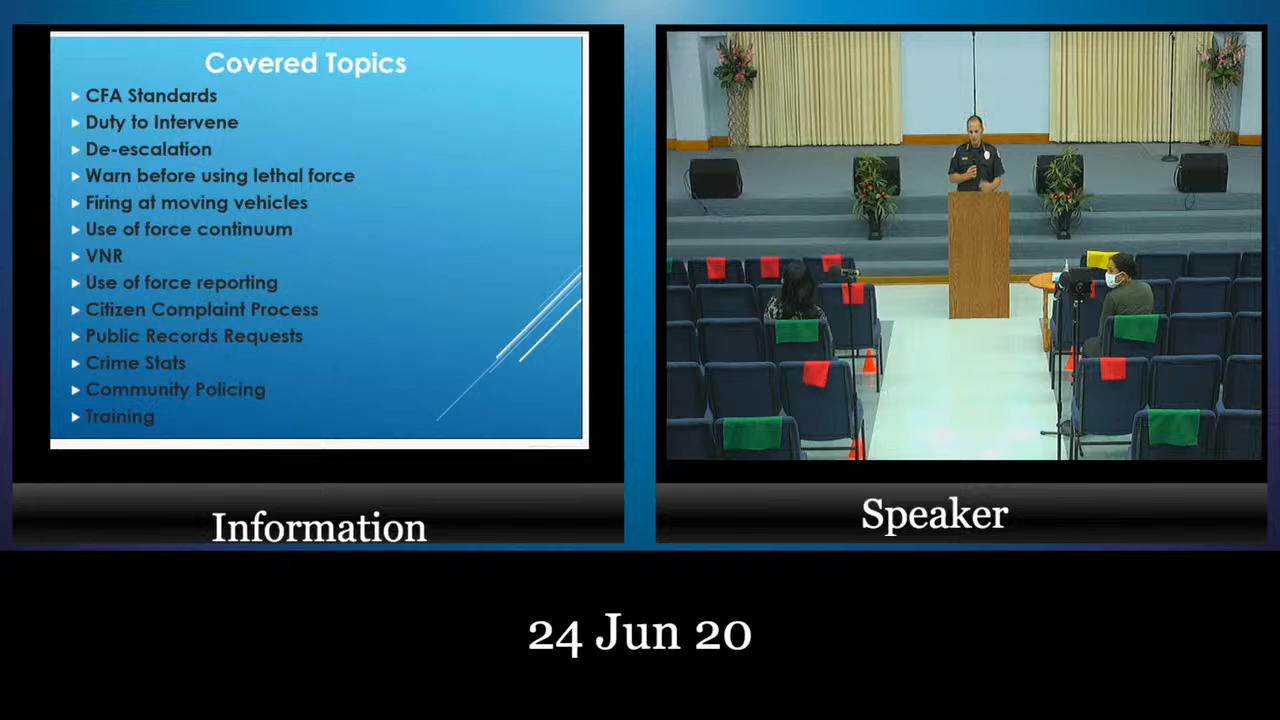 Covered Topics
CFA Standards
Duty to Intervene
De-escalation
Warn before using lethal force
Firing at moving vehicles
Use of force continuum
VNR
Use of force reporting
Citizen Complaint Process
Public Records Requests
Crime Stats
Community Policing
Training
Information
Speaker
24 Jun 20